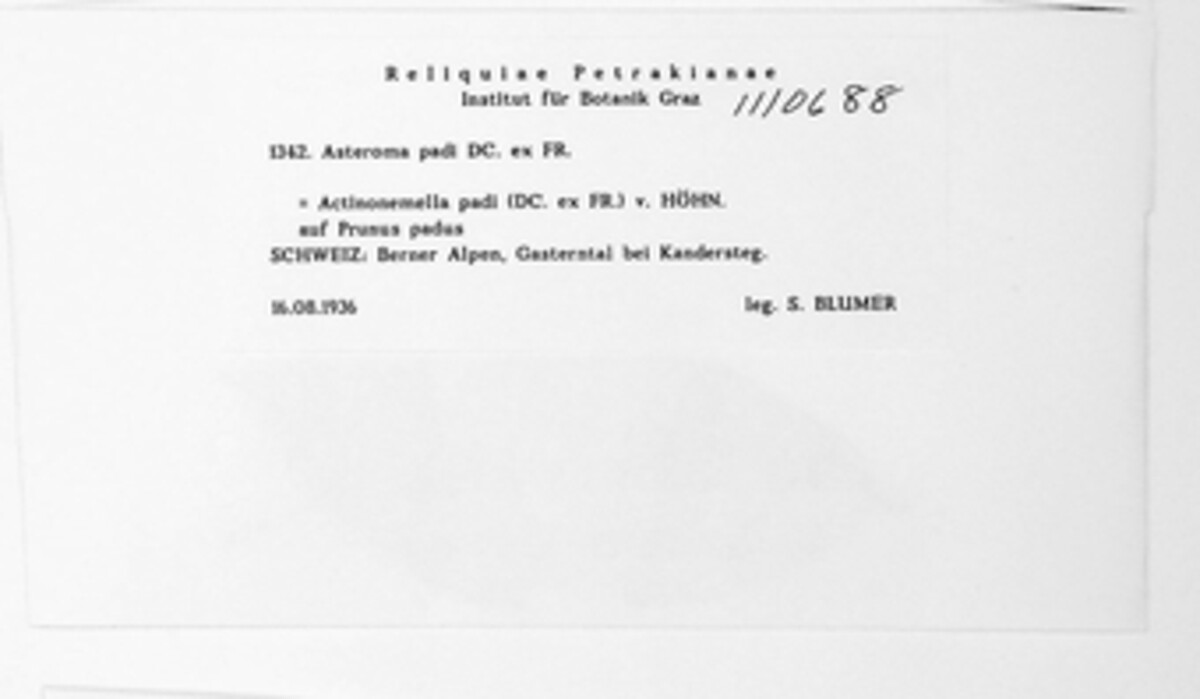 Reliquiae Petrakianae
Institut für Botanik Graz 1110688
1342. Asteroma padi DC. ex FR.
= Actinonemella padi (DC. ex FR.) v. HÖHN.
auf Prunus padus
SCHWEIZ: Berner Alpen, Gasterntal bei Kandersteg.
16.08.1936 leg. S. BLUMER